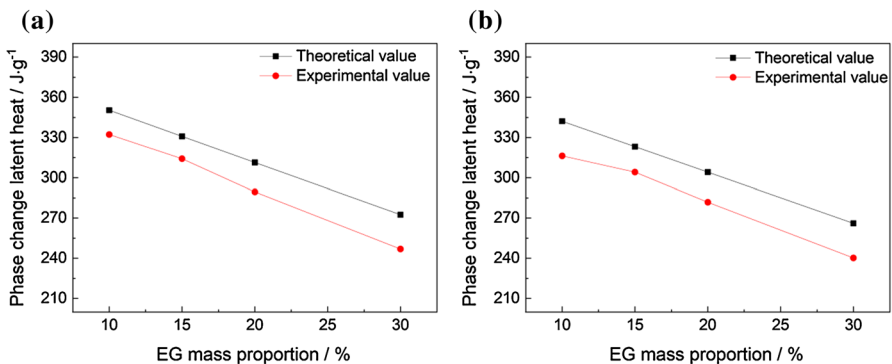 (a)
Phase change latent heat / J·g⁻¹
390
360
330
300
270
240
210
Theoretical value
Experimental value
10
15
20
25
30
EG mass proportion / %
(b)
Phase change latent heat / J·g⁻¹
390
360
330
300
270
240
210
Theoretical value
Experimental value
10
15
20
25
30
EG mass proportion / %